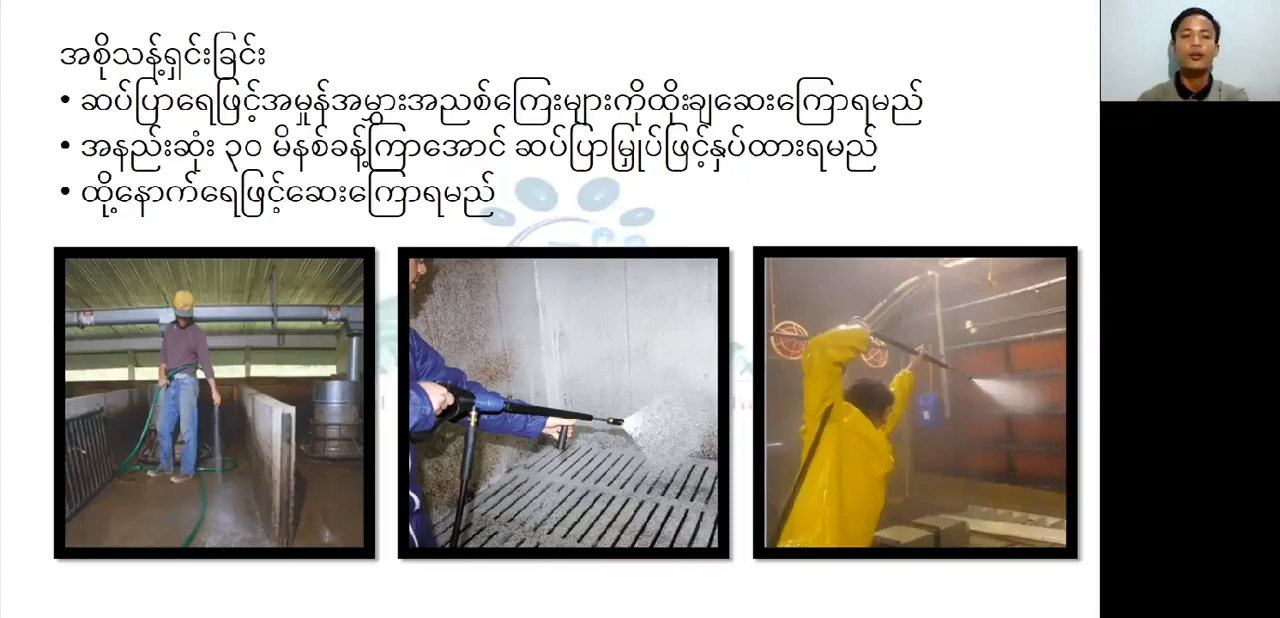 အစိုသန့်ရှင်းခြင်း
• ဆပ်ပြာရေဖြင့်အမှုန်အမွှားအညစ်ကြေးများကိုထိုးချဆေးကြောရမည်
• အနည်းဆုံး ၃၀ မိနစ်ခန့်ကြာအောင် ဆပ်ပြာမြှုပ်ဖြင့်နှပ်ထားရမည်
• ထို့နောက်ရေဖြင့်ဆေးကြောရမည်